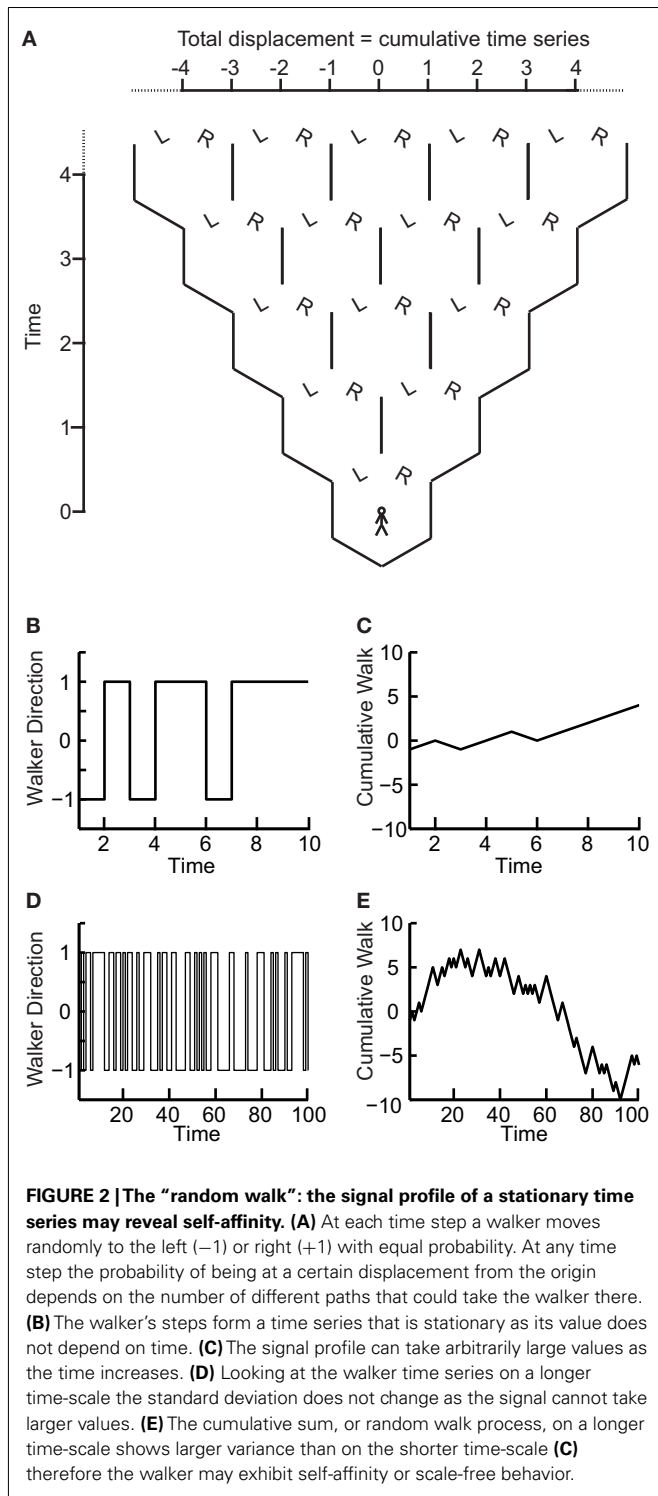 A
Total displacement = cumulative time series
-4 -3 -2 -1 0 1 2 3 4
L R L R L R L R L R
4
L R L R L R L R
3
L R L R L R
Time
2
L R L R
1
L R
0
B
Walker Direction
1
0
−1
2 4 6 8 10
Time
C
Cumulative Walk
10
5
0
−5
−10
2 4 6 8 10
Time
D
Walker Direction
1
0
−1
20 40 60 80 100
Time
E
Cumulative Walk
10
5
0
−5
−10
20 40 60 80 100
Time
FIGURE 2 | The “random walk”: the signal profile of a stationary time
series may reveal self-affinity. (A) At each time step a walker moves
randomly to the left (−1) or right (+1) with equal probability. At any time
step the probability of being at a certain displacement from the origin
depends on the number of different paths that could take the walker there.
(B) The walker’s steps form a time series that is stationary as its value does
not depend on time. (C) The signal profile can take arbitrarily large values as
the time increases. (D) Looking at the walker time series on a longer
time-scale the standard deviation does not change as the signal cannot take
larger values. (E) The cumulative sum, or random walk process, on a longer
time-scale shows larger variance than on the shorter time-scale (C)
therefore the walker may exhibit self-affinity or scale-free behavior.